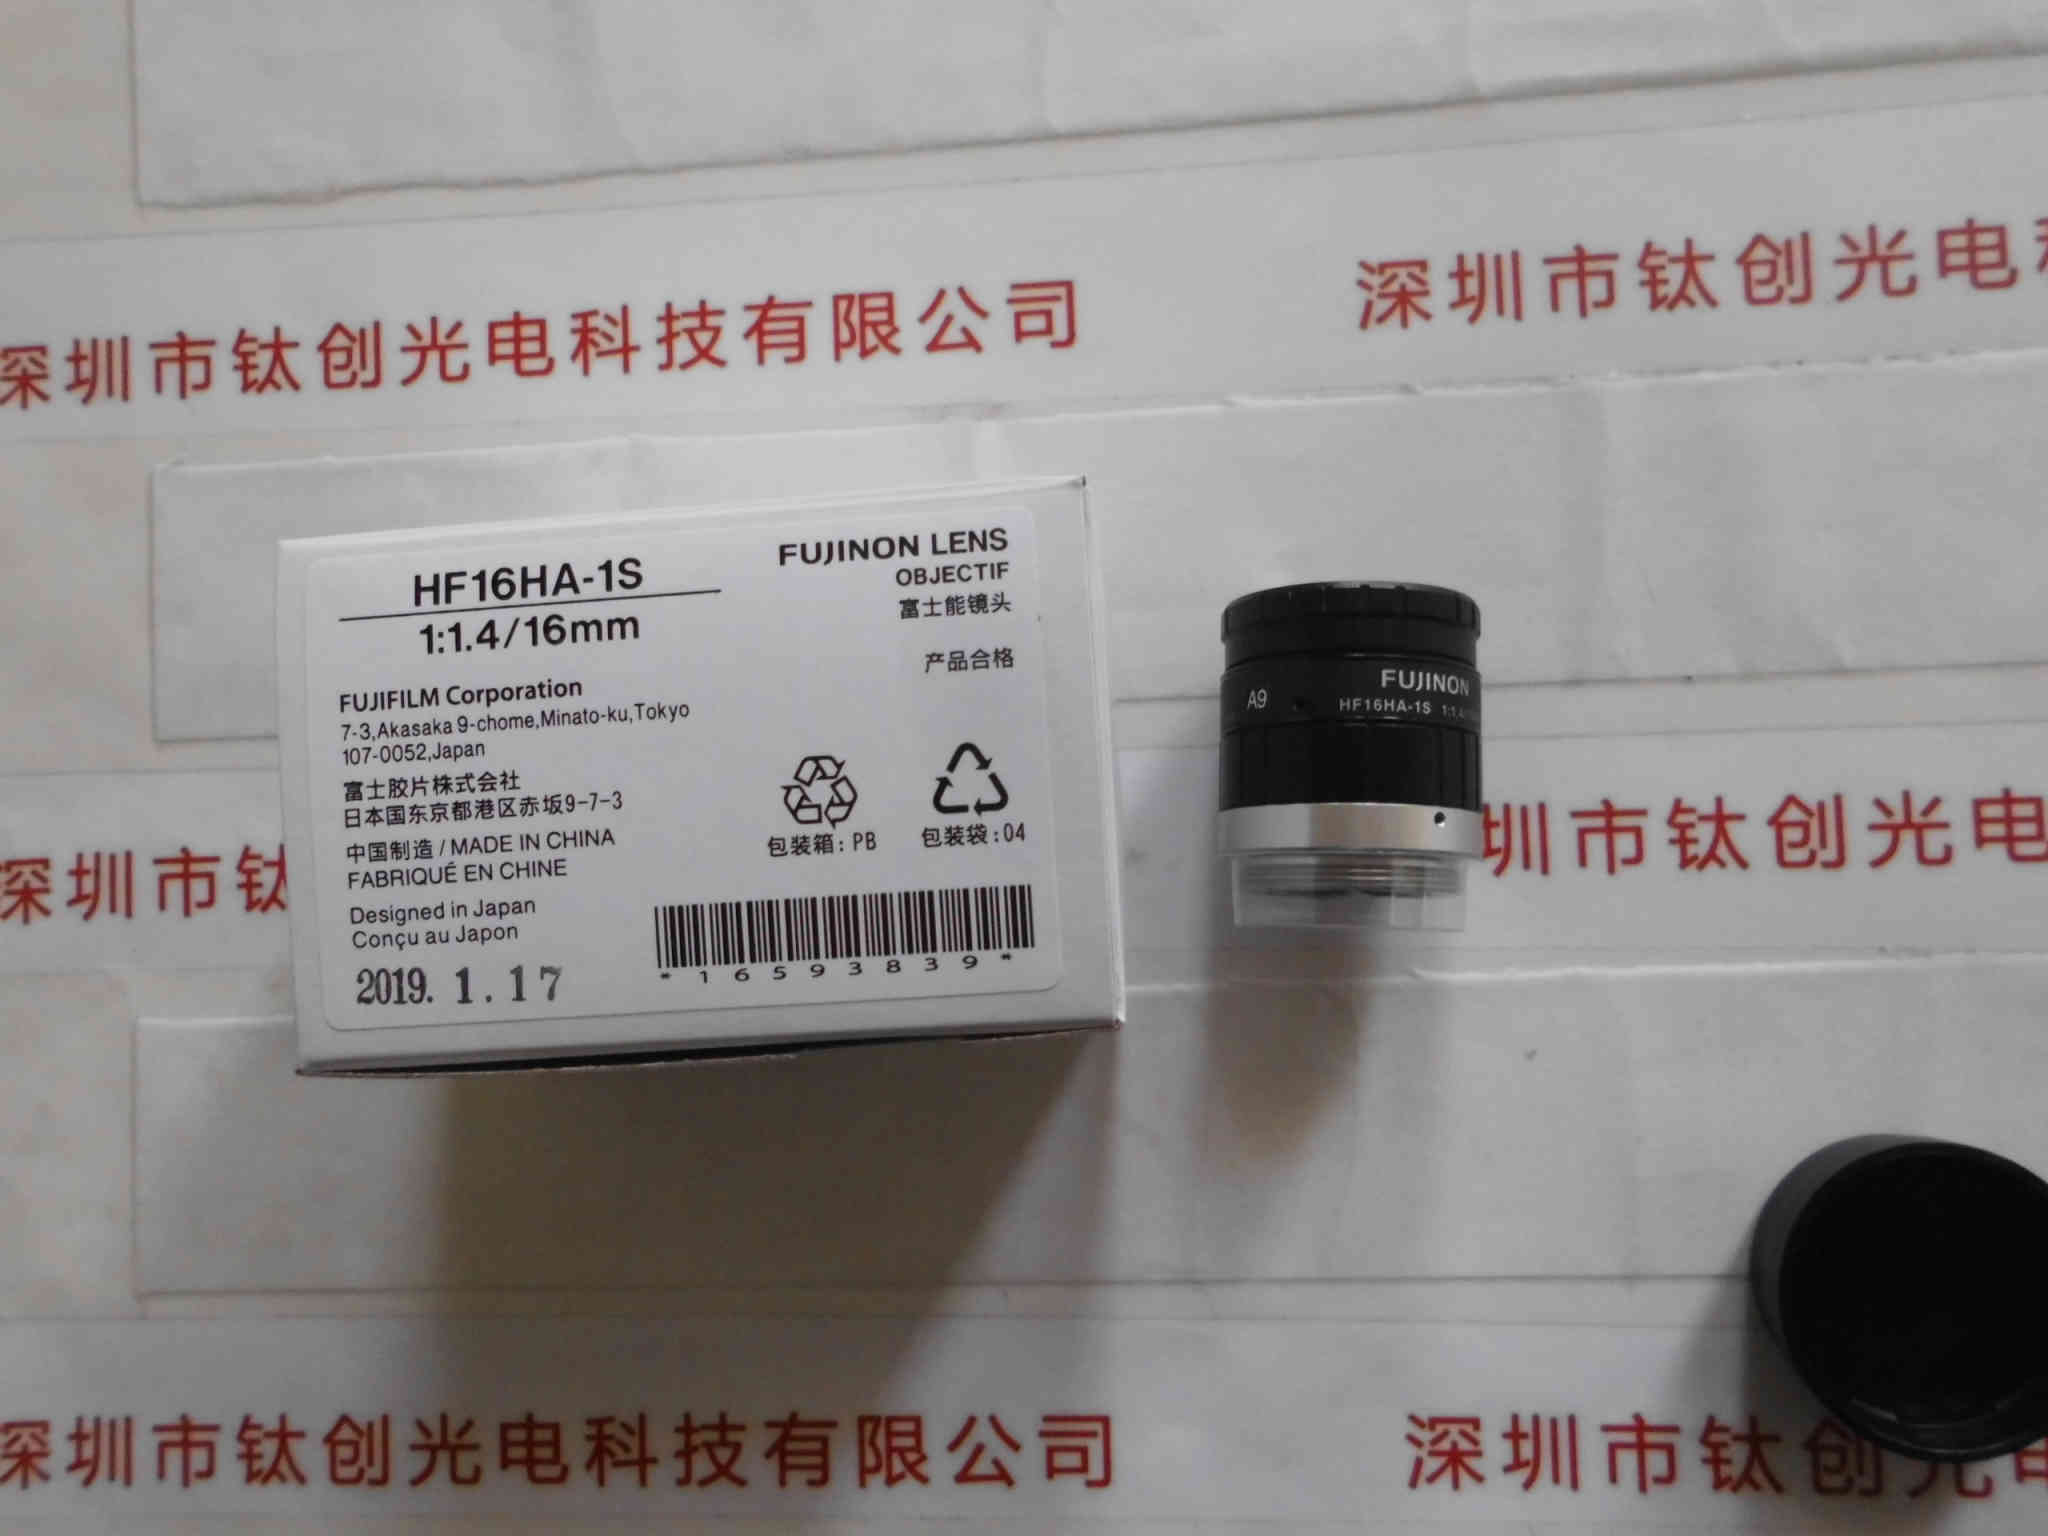 深圳市钛创光电科技有限公司
深圳市钛创光电
HF16HA-1S
1:1.4/16mm
FUJINON LENS
OBJECTIF
富士能镜头
产品合格
FUJIFILM Corporation
7-3,Akasaka 9-chome,Minato-ku,Tokyo
107-0052,Japan
富士胶片株式会社
日本国东京都港区赤坂9-7-3
中国制造 / MADE IN CHINA
FABRIQUÉ EN CHINE
Designed in Japan
Conçu au Japon
2019. 1. 17
包装箱: PB
包装袋: 04
*16593839*
A9
FUJINON
HF16HA-1S 1:1.4
深圳市钛
圳市钛创光电
深圳市钛创光电科技有限公司
深圳市钛创光电